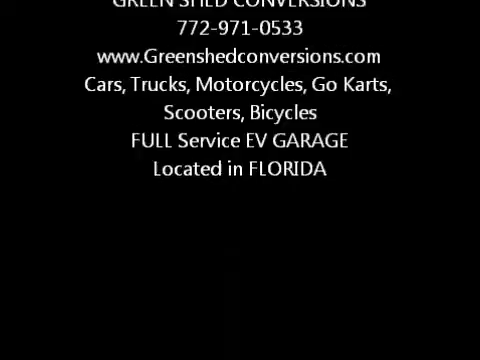 GREEN SHED CONVERSIONS
772-971-0533
www.Greenshedconversions.com
Cars, Trucks, Motorcycles, Go Karts,
Scooters, Bicycles
FULL Service EV GARAGE
Located in FLORIDA